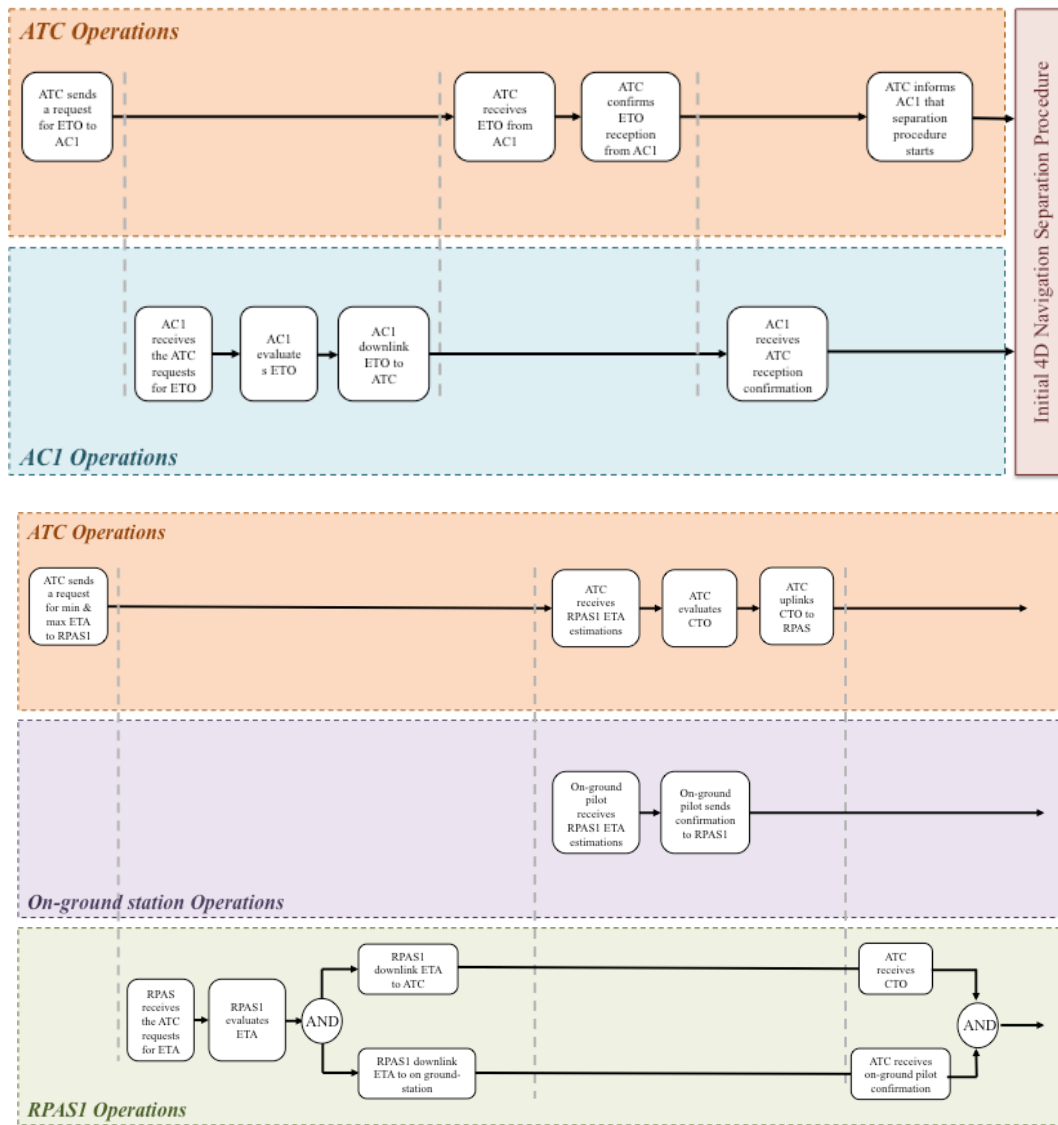 ATC Operations
ATC sends
a request
for ETO to
AC1
ATC
receives
ETO from
AC1
ATC
confirms
ETO
reception
from AC1
ATC informs
AC1 that
separation
procedure
starts
AC1
receives
the ATC
requests
for ETO
AC1
evaluate
s ETO
AC1
downlink
ETO to
ATC
AC1
receives
ATC
reception
confirmation
AC1 Operations
Initial 4D Navigation Separation Procedure
ATC Operations
ATC sends
a request
for min &
max ETA
to RPAS1
ATC
receives
RPAS1 ETA
estimations
ATC
evaluates
CTO
ATC
uplinks
CTO to
RPAS
On-ground
pilot
receives
RPAS1 ETA
estimations
On-ground
pilot sends
confirmation
to RPAS1
On-ground station Operations
RPAS
receives
the ATC
requests
for ETA
RPAS1
evaluates
ETA
AND
RPAS1
downlink ETA
to ATC
RPAS1 downlink
ETA to on ground-
station
ATC
receives
CTO
ATC receives
on-ground pilot
confirmation
AND
RPAS1 Operations